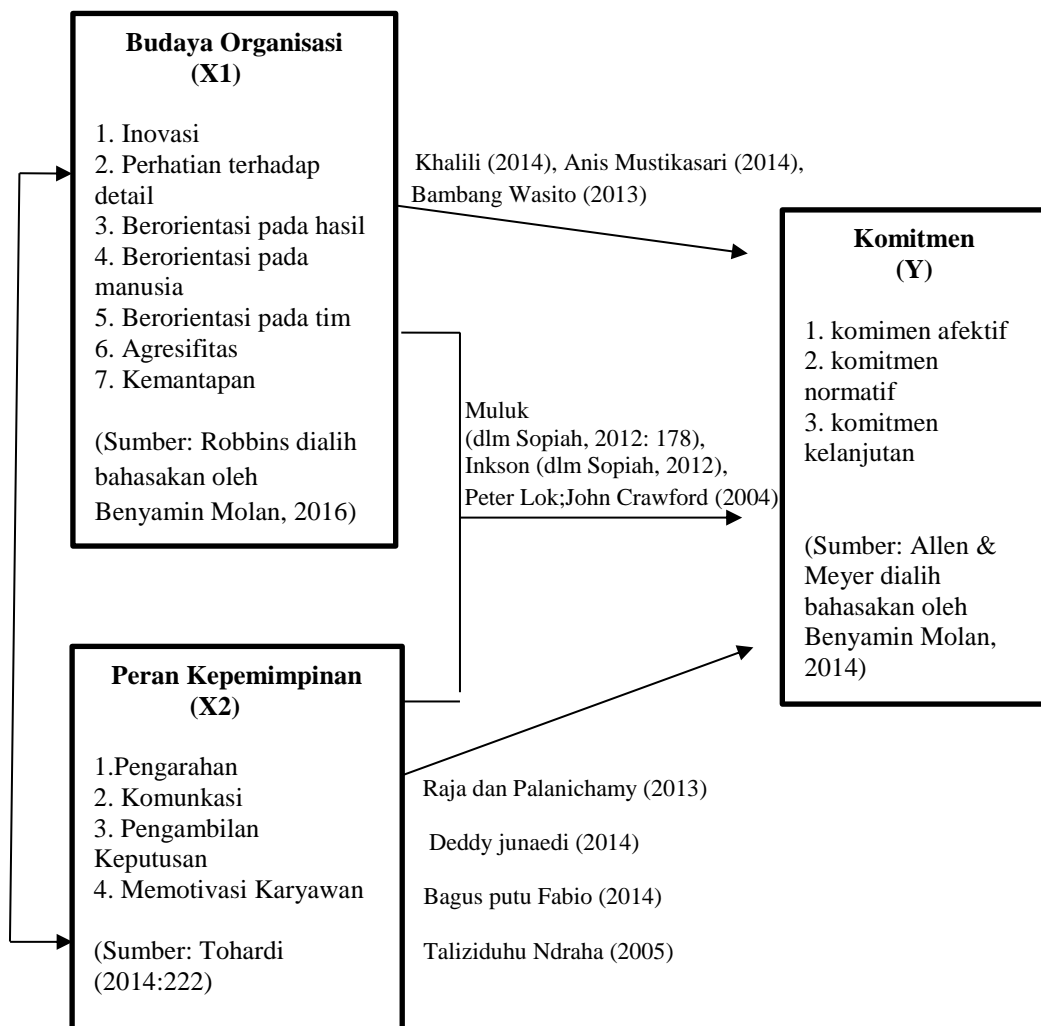 Budaya Organisasi
(X1)
1. Inovasi
2. Perhatian terhadap
detail
3. Berorientasi pada hasil
4. Berorientasi pada
manusia
5. Berorientasi pada tim
6. Agresifitas
7. Kemantapan
(Sumber: Robbins dialih
bahasakan oleh
Benyamin Molan, 2016)
Khalili (2014), Anis Mustikasari (2014),
Bambang Wasito (2013)
Muluk
(dlm Sopiah, 2012: 178),
Inkson (dlm Sopiah, 2012),
Peter Lok;John Crawford (2004)
Komitmen
(Y)
1. komimen afektif
2. komitmen
normatif
3. komitmen
kelanjutan
(Sumber: Allen &
Meyer dialih
bahasakan oleh
Benyamin Molan,
2014)
Peran Kepemimpinan
(X2)
1.Pengarahan
2. Komunkasi
3. Pengambilan
Keputusan
4. Memotivasi Karyawan
(Sumber: Tohardi
(2014:222)
Raja dan Palanichamy (2013)
Deddy junaedi (2014)
Bagus putu Fabio (2014)
Taliziduhu Ndraha (2005)